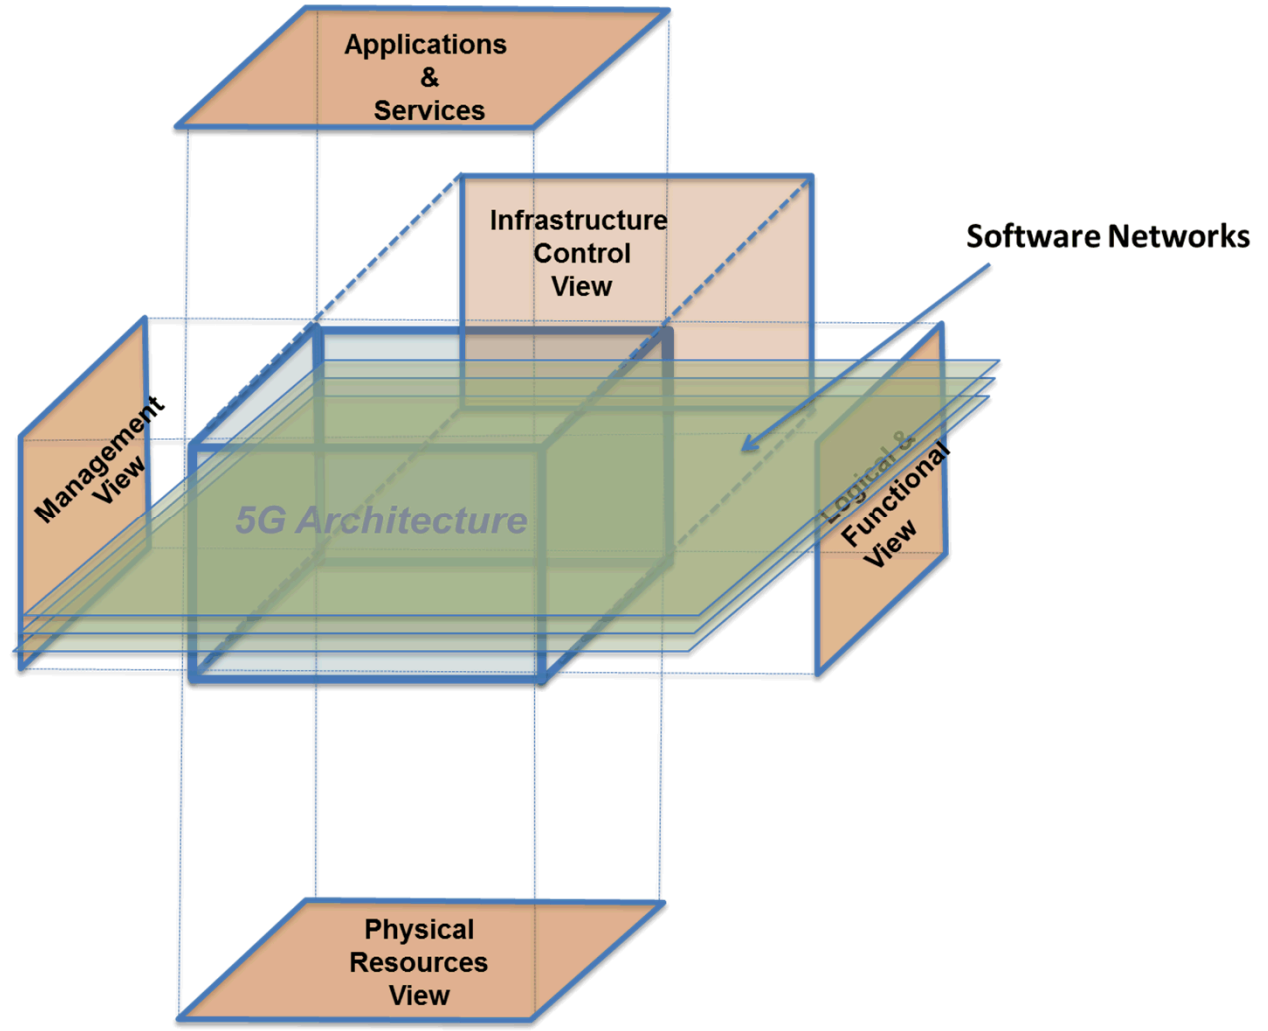 Applications
&
Services
Infrastructure
Control
View
Software Networks
Management
View
5G Architecture
Logical &
Functional
View
Physical
Resources
View